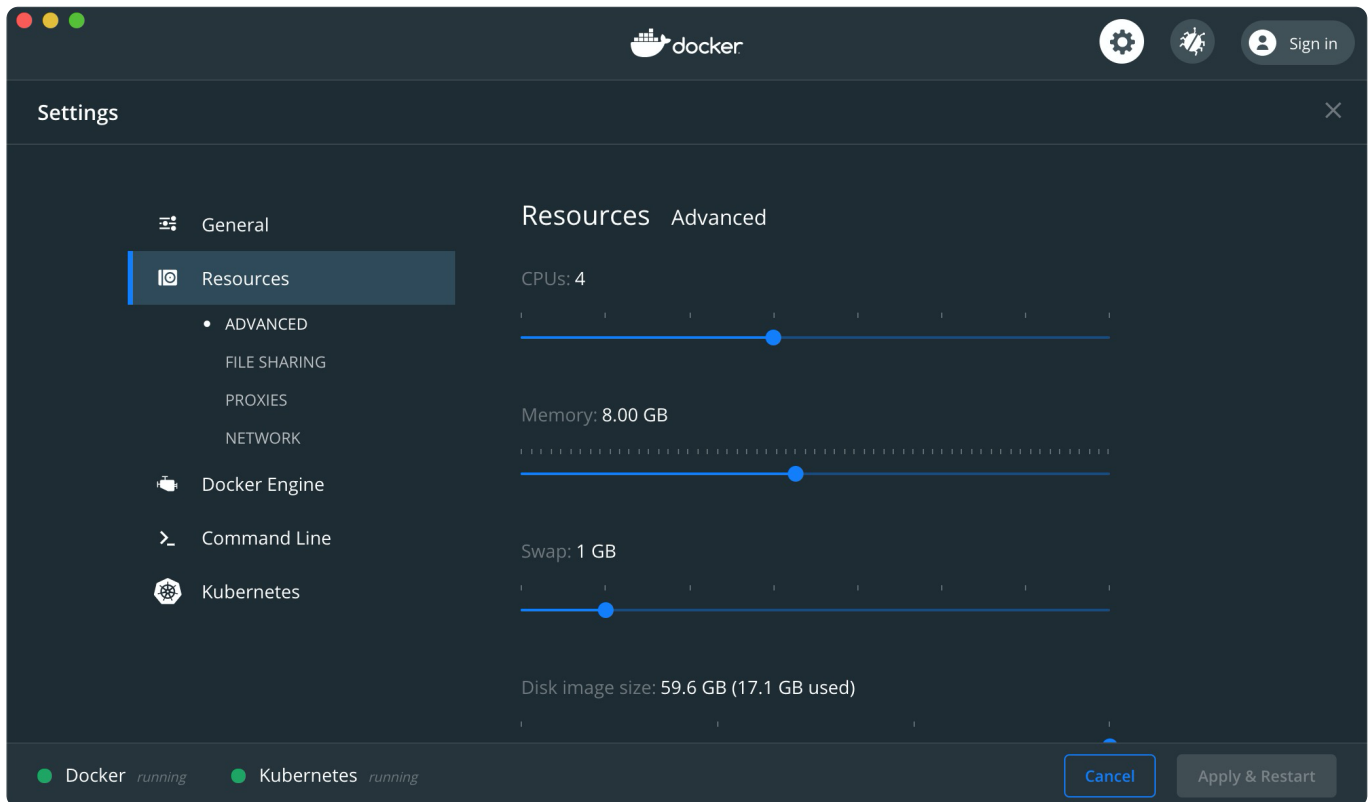 docker
Sign in
Settings
General
Resources
ADVANCED
FILE SHARING
PROXIES
NETWORK
Docker Engine
Command Line
Kubernetes
Resources Advanced
CPUs: 4
Memory: 8.00 GB
Swap: 1 GB
Disk image size: 59.6 GB (17.1 GB used)
Docker running Kubernetes running
Cancel Apply & Restart